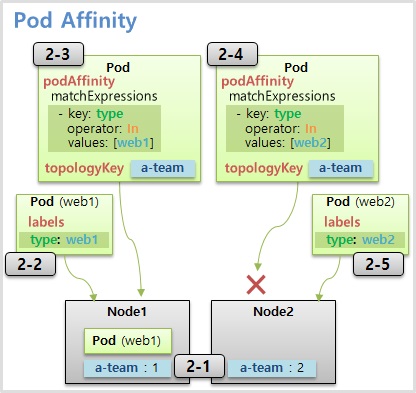 Pod Affinity
2-3
Pod
podAffinity
matchExpressions
- key: type
operator: In
values: [web1]
topologyKey a-team
2-4
Pod
podAffinity
matchExpressions
- key: type
operator: In
values: [web2]
topologyKey a-team
Pod (web1)
labels
type: web1
2-2
Pod (web2)
labels
type: web2
2-5
Node1
Pod (web1)
a-team : 1
2-1
Node2
a-team : 2